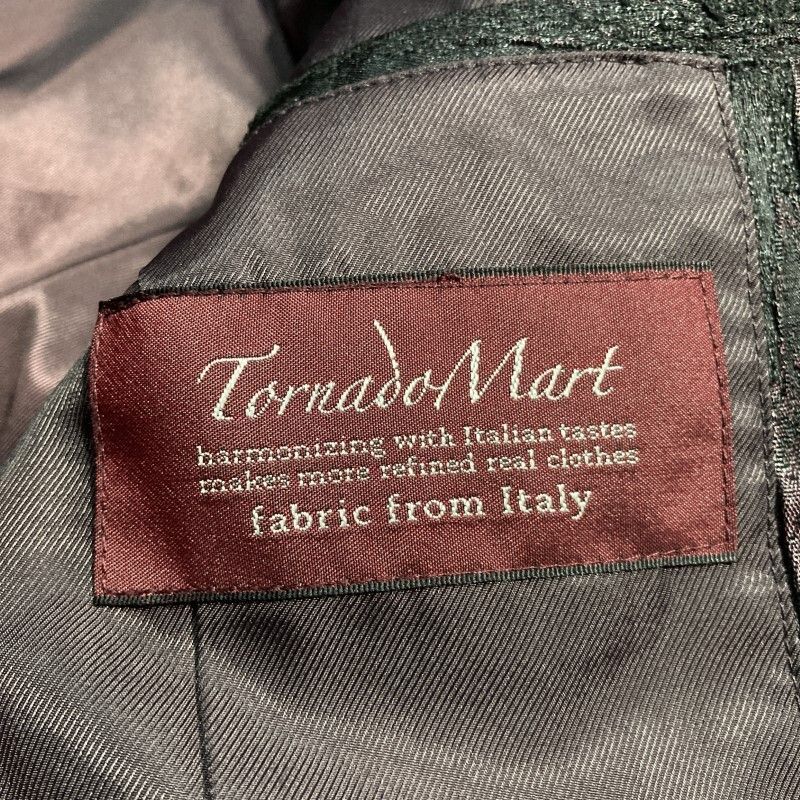 TornadoMart
harmonizing with Italian tastes
makes more refined real clothes
fabric from Italy